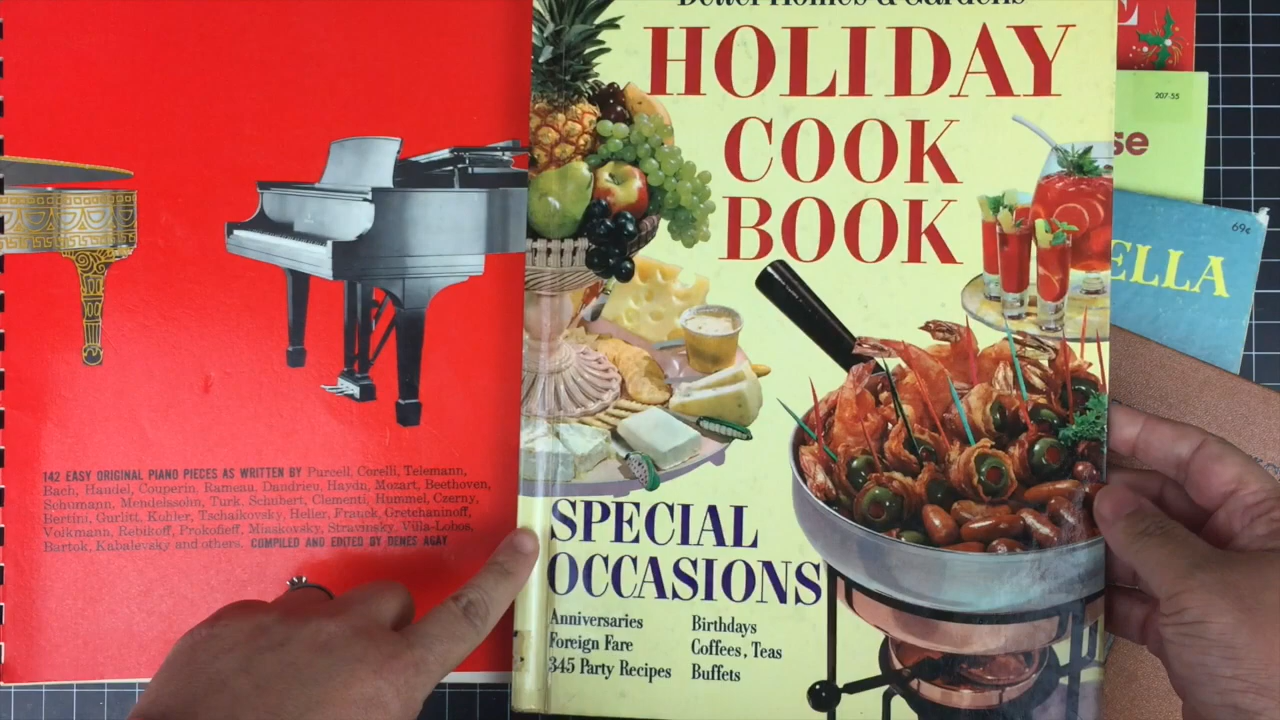 142 EASY ORIGINAL PIANO PIECES AS WRITTEN BY Purcell, Corelli, Telemann,
Bach, Handel, Couperin, Rameau, Dandrieu, Haydn, Mozart, Beethoven,
Schumann, Mendelssohn, Turk, Schubert, Clementi, Hummel, Czerny,
Bertini, Gurlitt, Kohler, Tschaikovsky, Heller, Franck, Gretchaninoff,
Volkmann, Rebikoff, Prokofieff, Miaskovsky, Stravinsky, Villa-Lobos,
Bartok, Kabalevsky and others. COMPILED AND EDITED BY DENES AGAY
Better Homes & Gardens
HOLIDAY
COOK
BOOK
SPECIAL
OCCASIONS
Anniversaries
Foreign Fare
345 Party Recipes
Birthdays
Coffees, Teas
Buffets
E
207-55
se
69¢
ELLA